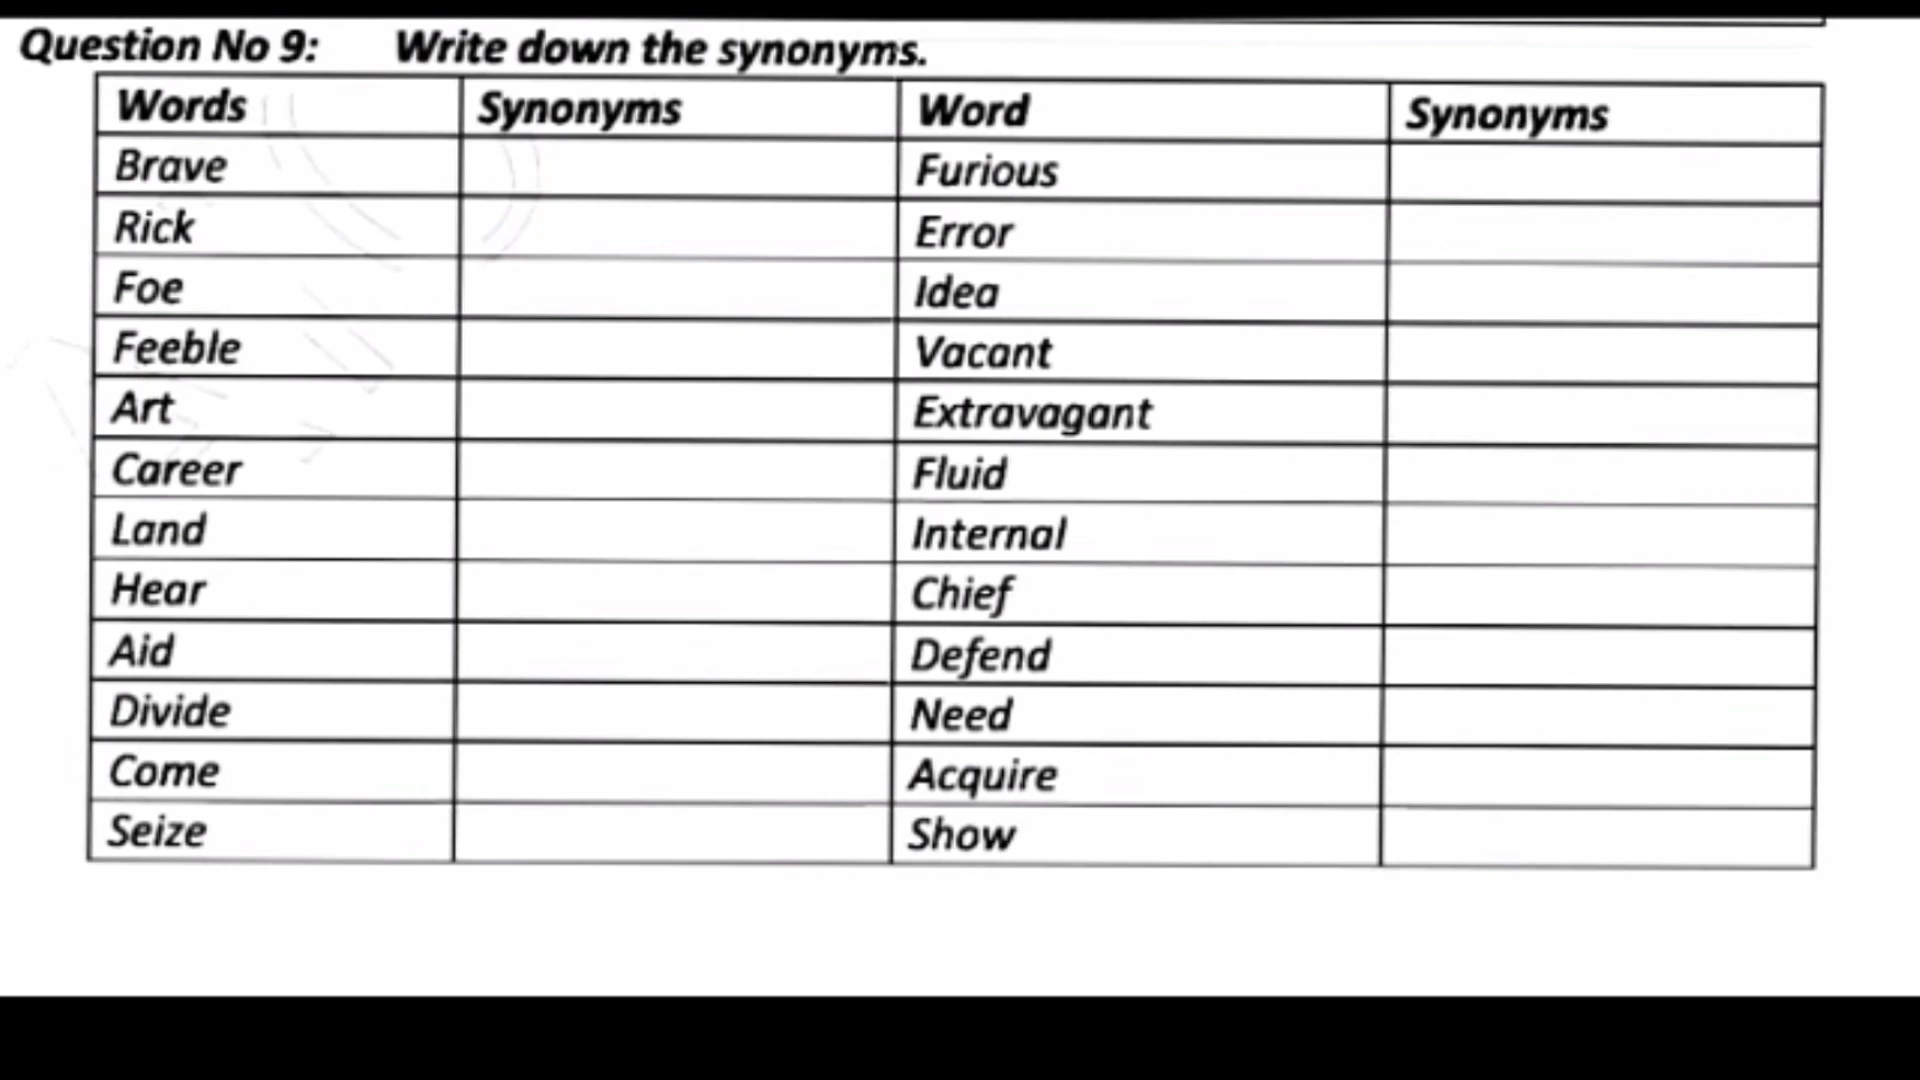 Question No 9: Write down the synonyms.
Words Synonyms Word Synonyms
Brave Furious
Rick Error
Foe Idea
Feeble Vacant
Art Extravagant
Career Fluid
Land Internal
Hear Chief
Aid Defend
Divide Need
Come Acquire
Seize Show